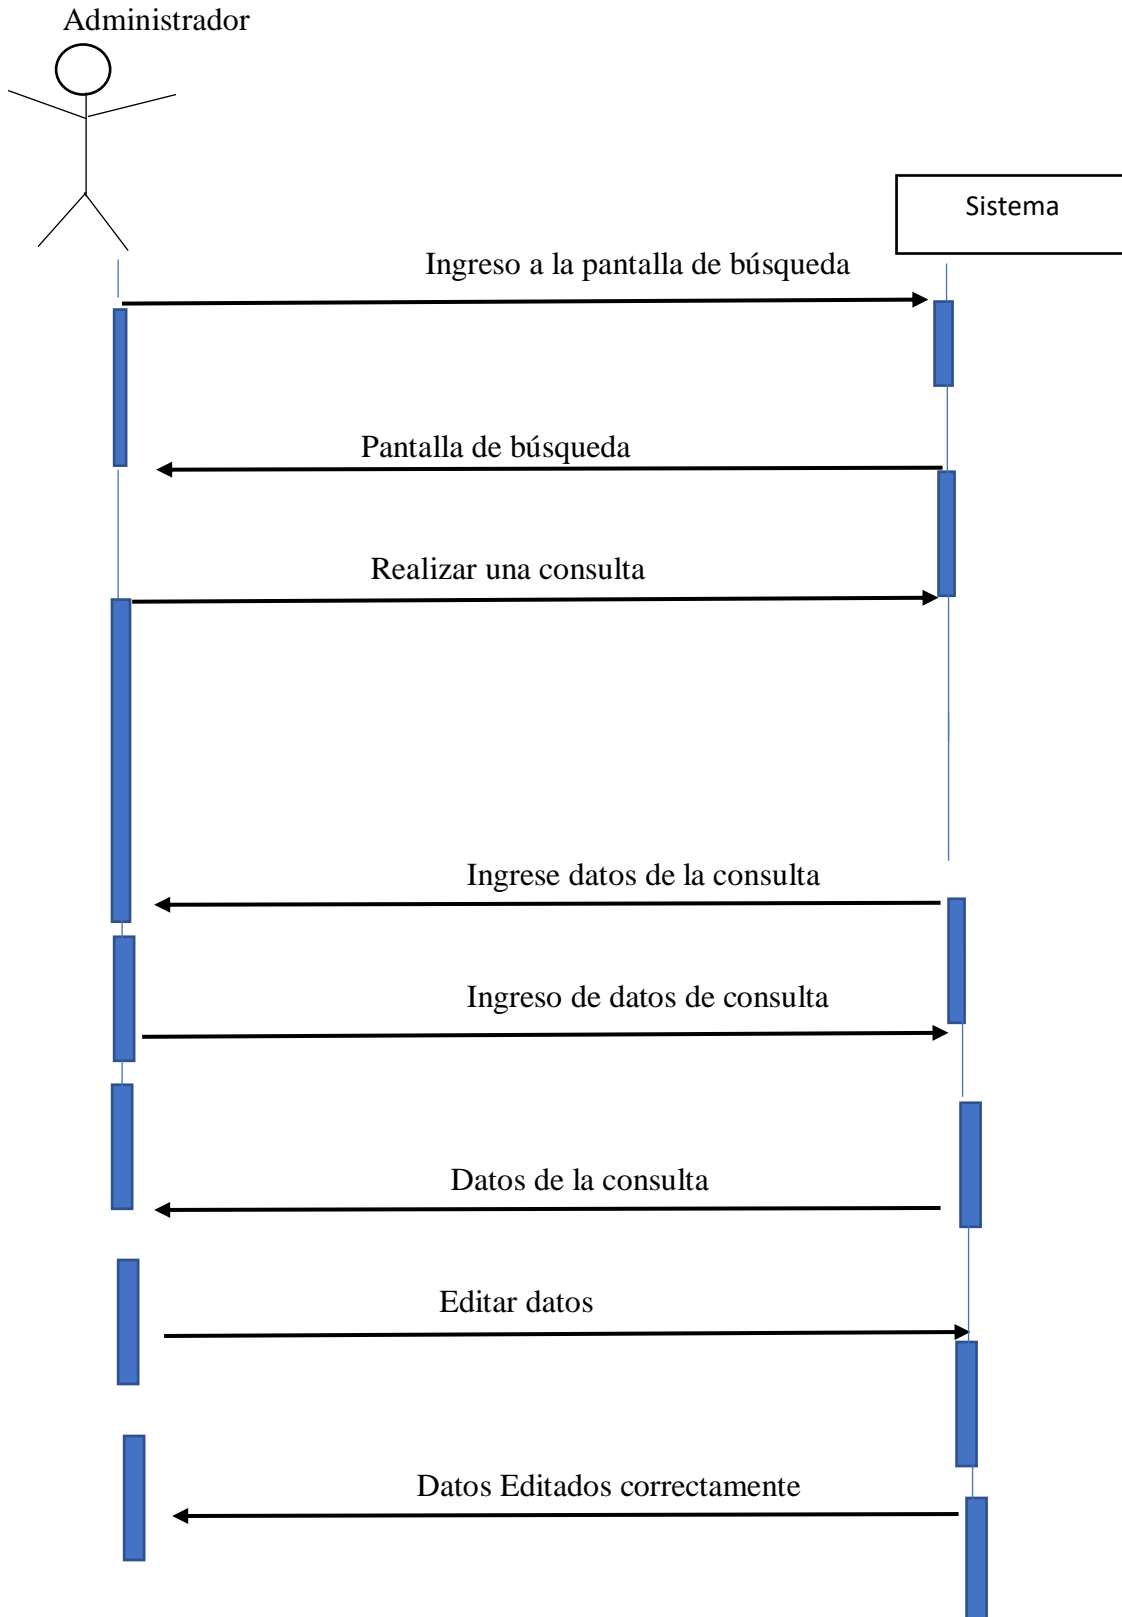 Administrador
Sistema
Ingreso a la pantalla de búsqueda
Pantalla de búsqueda
Realizar una consulta
Ingrese datos de la consulta
Ingreso de datos de consulta
Datos de la consulta
Editar datos
Datos Editados correctamente